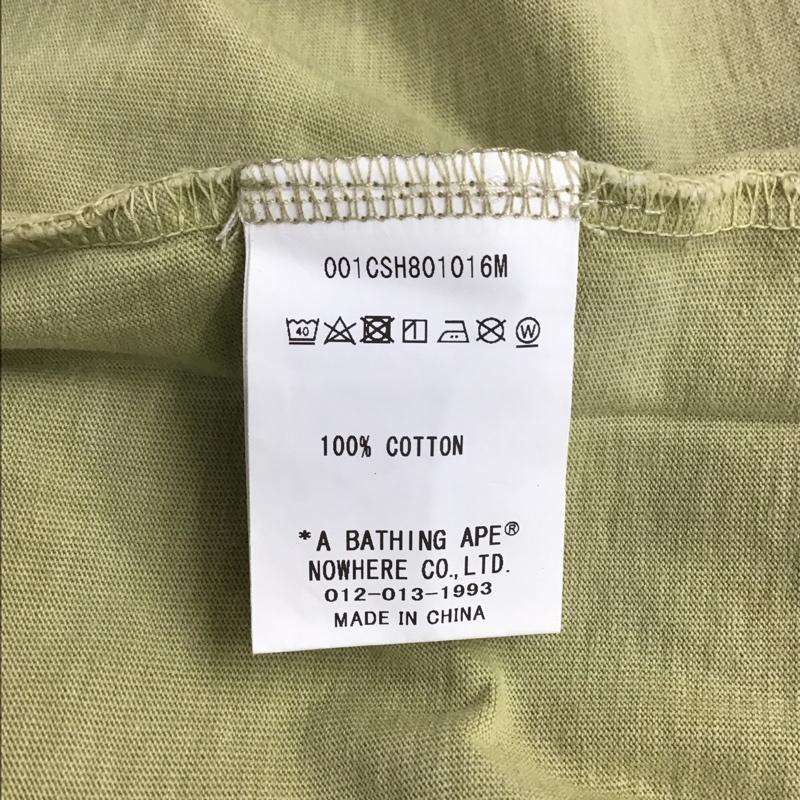 001CSH801016M
40 W
100% COTTON
*A BATHING APE®
NOWHERE CO.,LTD.
012-013-1993
MADE IN CHINA